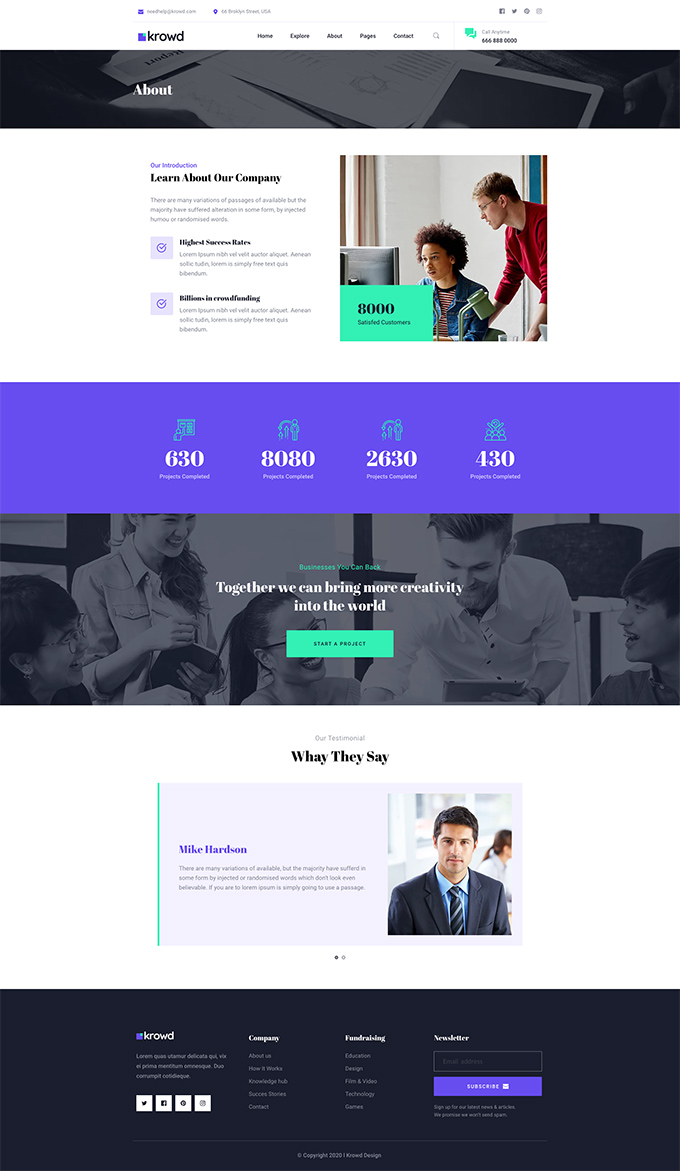 needhelp@krowd.com
66 Broklyn Street, USA
krowd
Home
Explore
About
Pages
Contact
Call Anytime
666 888 0000
About
Our Introduction
Learn About Our Company
There are many variations of passages of available but the
majority have suffered alteration in some form, by injected
humou or randomised words.
Highest Success Rates
Lorem Ipsum nibh vel velit auctor aliquet. Aenean
sollic tudin, lorem is simply free text quis
bibendum.
Billions in crowdfunding
Lorem Ipsum nibh vel velit auctor aliquet. Aenean
sollic tudin, lorem is simply free text quis
bibendum.
8000
Satisfed Customers
630
Projects Completed
8080
Projects Completed
2630
Projects Completed
430
Projects Completed
Businesses You Can Back
Together we can bring more creativity
into the world
START A PROJECT
Our Testimonial
Whay They Say
Mike Hardson
There are many variations of available, but the majority have sufferd in
some form by injected or randomised words which don't look even
believable. If you are to lorem ipsum is simply going to use a passage.
krowd
Lorem quas utamur delicata qui, vix
ei prima mentitum omnesque. Duo
corrumpit cotidieque.
Company
About us
How It Works
Knowledge hub
Succes Stories
Contact
Fundraising
Education
Design
Film & Video
Technology
Games
Newsletter
Email address
SUBSCRIBE
Sign up for our latest news & articles.
We promise we won't send spam.
© Copyright 2020 | Krowd Design